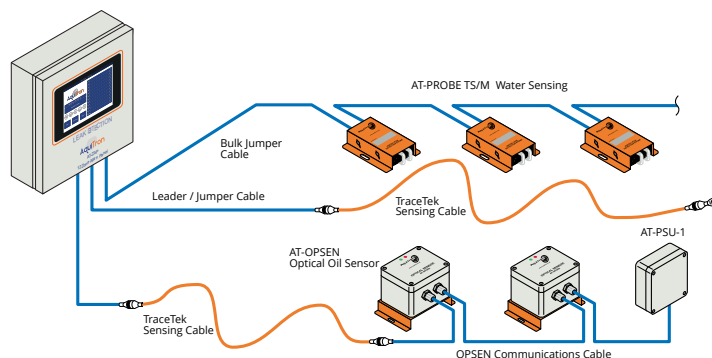 AquiTron
LEAK DETECTION
AquiTron
AT-PROBE TS/M Water Sensing
Bulk Jumper
Cable
Leader / Jumper Cable
TraceTek
Sensing Cable
AT-OPSEN
Optical Oil Sensor
AT-PSU-1
TraceTek
Sensing Cable
OPSEN Communications Cable